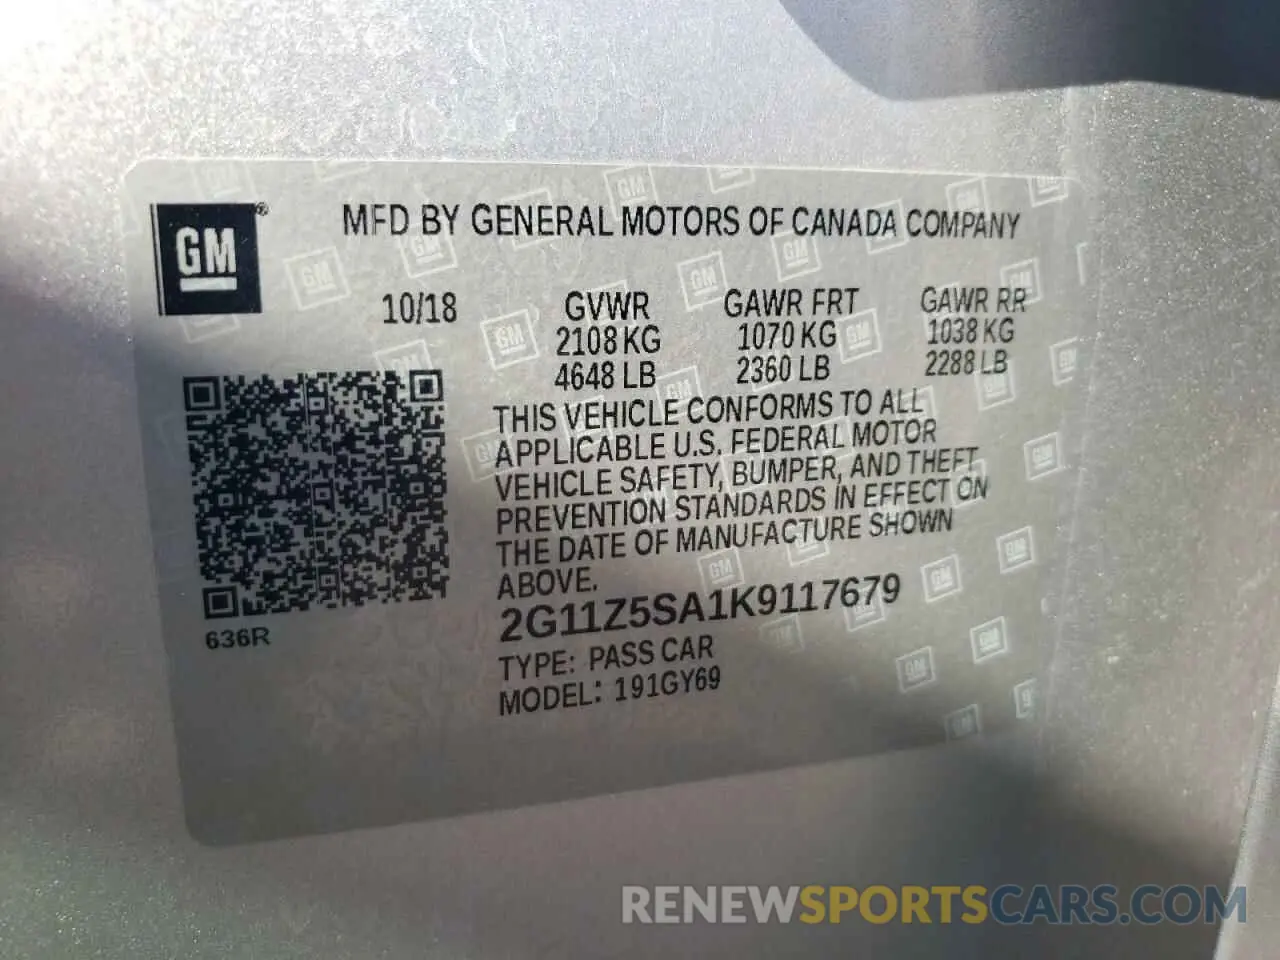 GM®
MFD BY GENERAL MOTORS OF CANADA COMPANY
10/18 GVWR GAWR FRT GAWR RR
2108 KG 1070 KG 1038 KG
4648 LB 2360 LB 2288 LB
THIS VEHICLE CONFORMS TO ALL
APPLICABLE U.S. FEDERAL MOTOR
VEHICLE SAFETY, BUMPER, AND THEFT
PREVENTION STANDARDS IN EFFECT ON
THE DATE OF MANUFACTURE SHOWN
ABOVE.
2G11Z5SA1K9117679
636R
TYPE: PASS CAR
MODEL: 191GY69
RENEWSPORTSCARS.COM